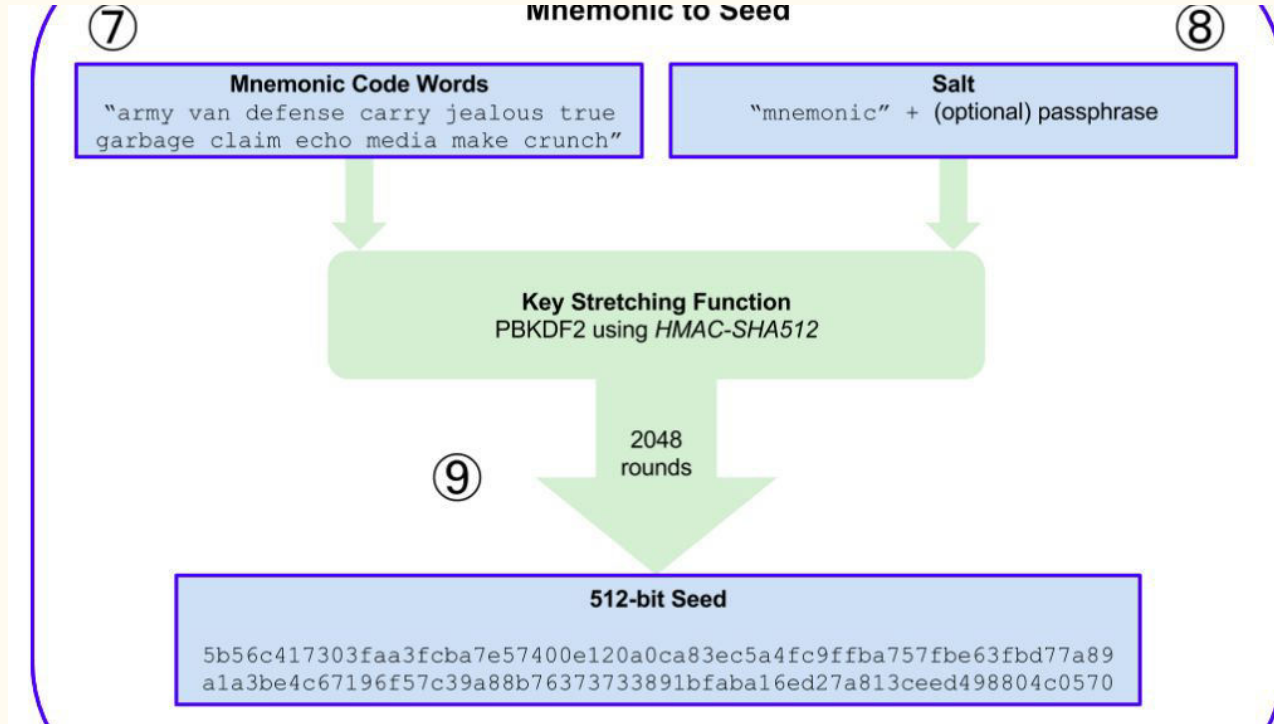 Mnemonic to Seed
⑦
⑧
Mnemonic Code Words
"army van defense carry jealous true
garbage claim echo media make crunch"
Salt
"mnemonic" + (optional) passphrase
Key Stretching Function
PBKDF2 using HMAC-SHA512
2048
rounds
⑨
512-bit Seed
5b56c417303faa3fcba7e57400e120a0ca83ec5a4fc9ffba757fbe63fbd77a89
a1a3be4c67196f57c39a88b76373733891bfaba16ed27a813ceed498804c0570